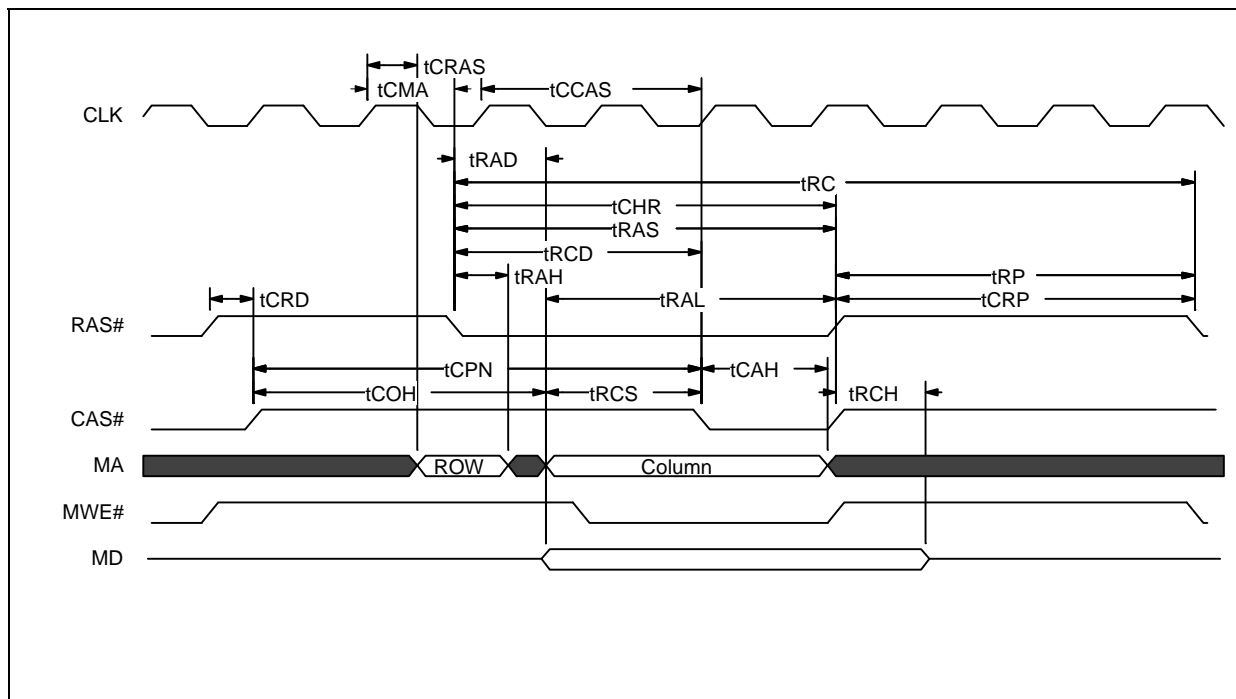 tCRAS
tCMA
tCCAS
CLK
tRAD
tRC
tCHR
tRAS
tRCD
tRAH
tRP
tCRD
tRAL
tCRP
RAS#
tCPN
tCAH
tCOH
tRCS
tRCH
CAS#
MA
ROW
Column
MWE#
MD